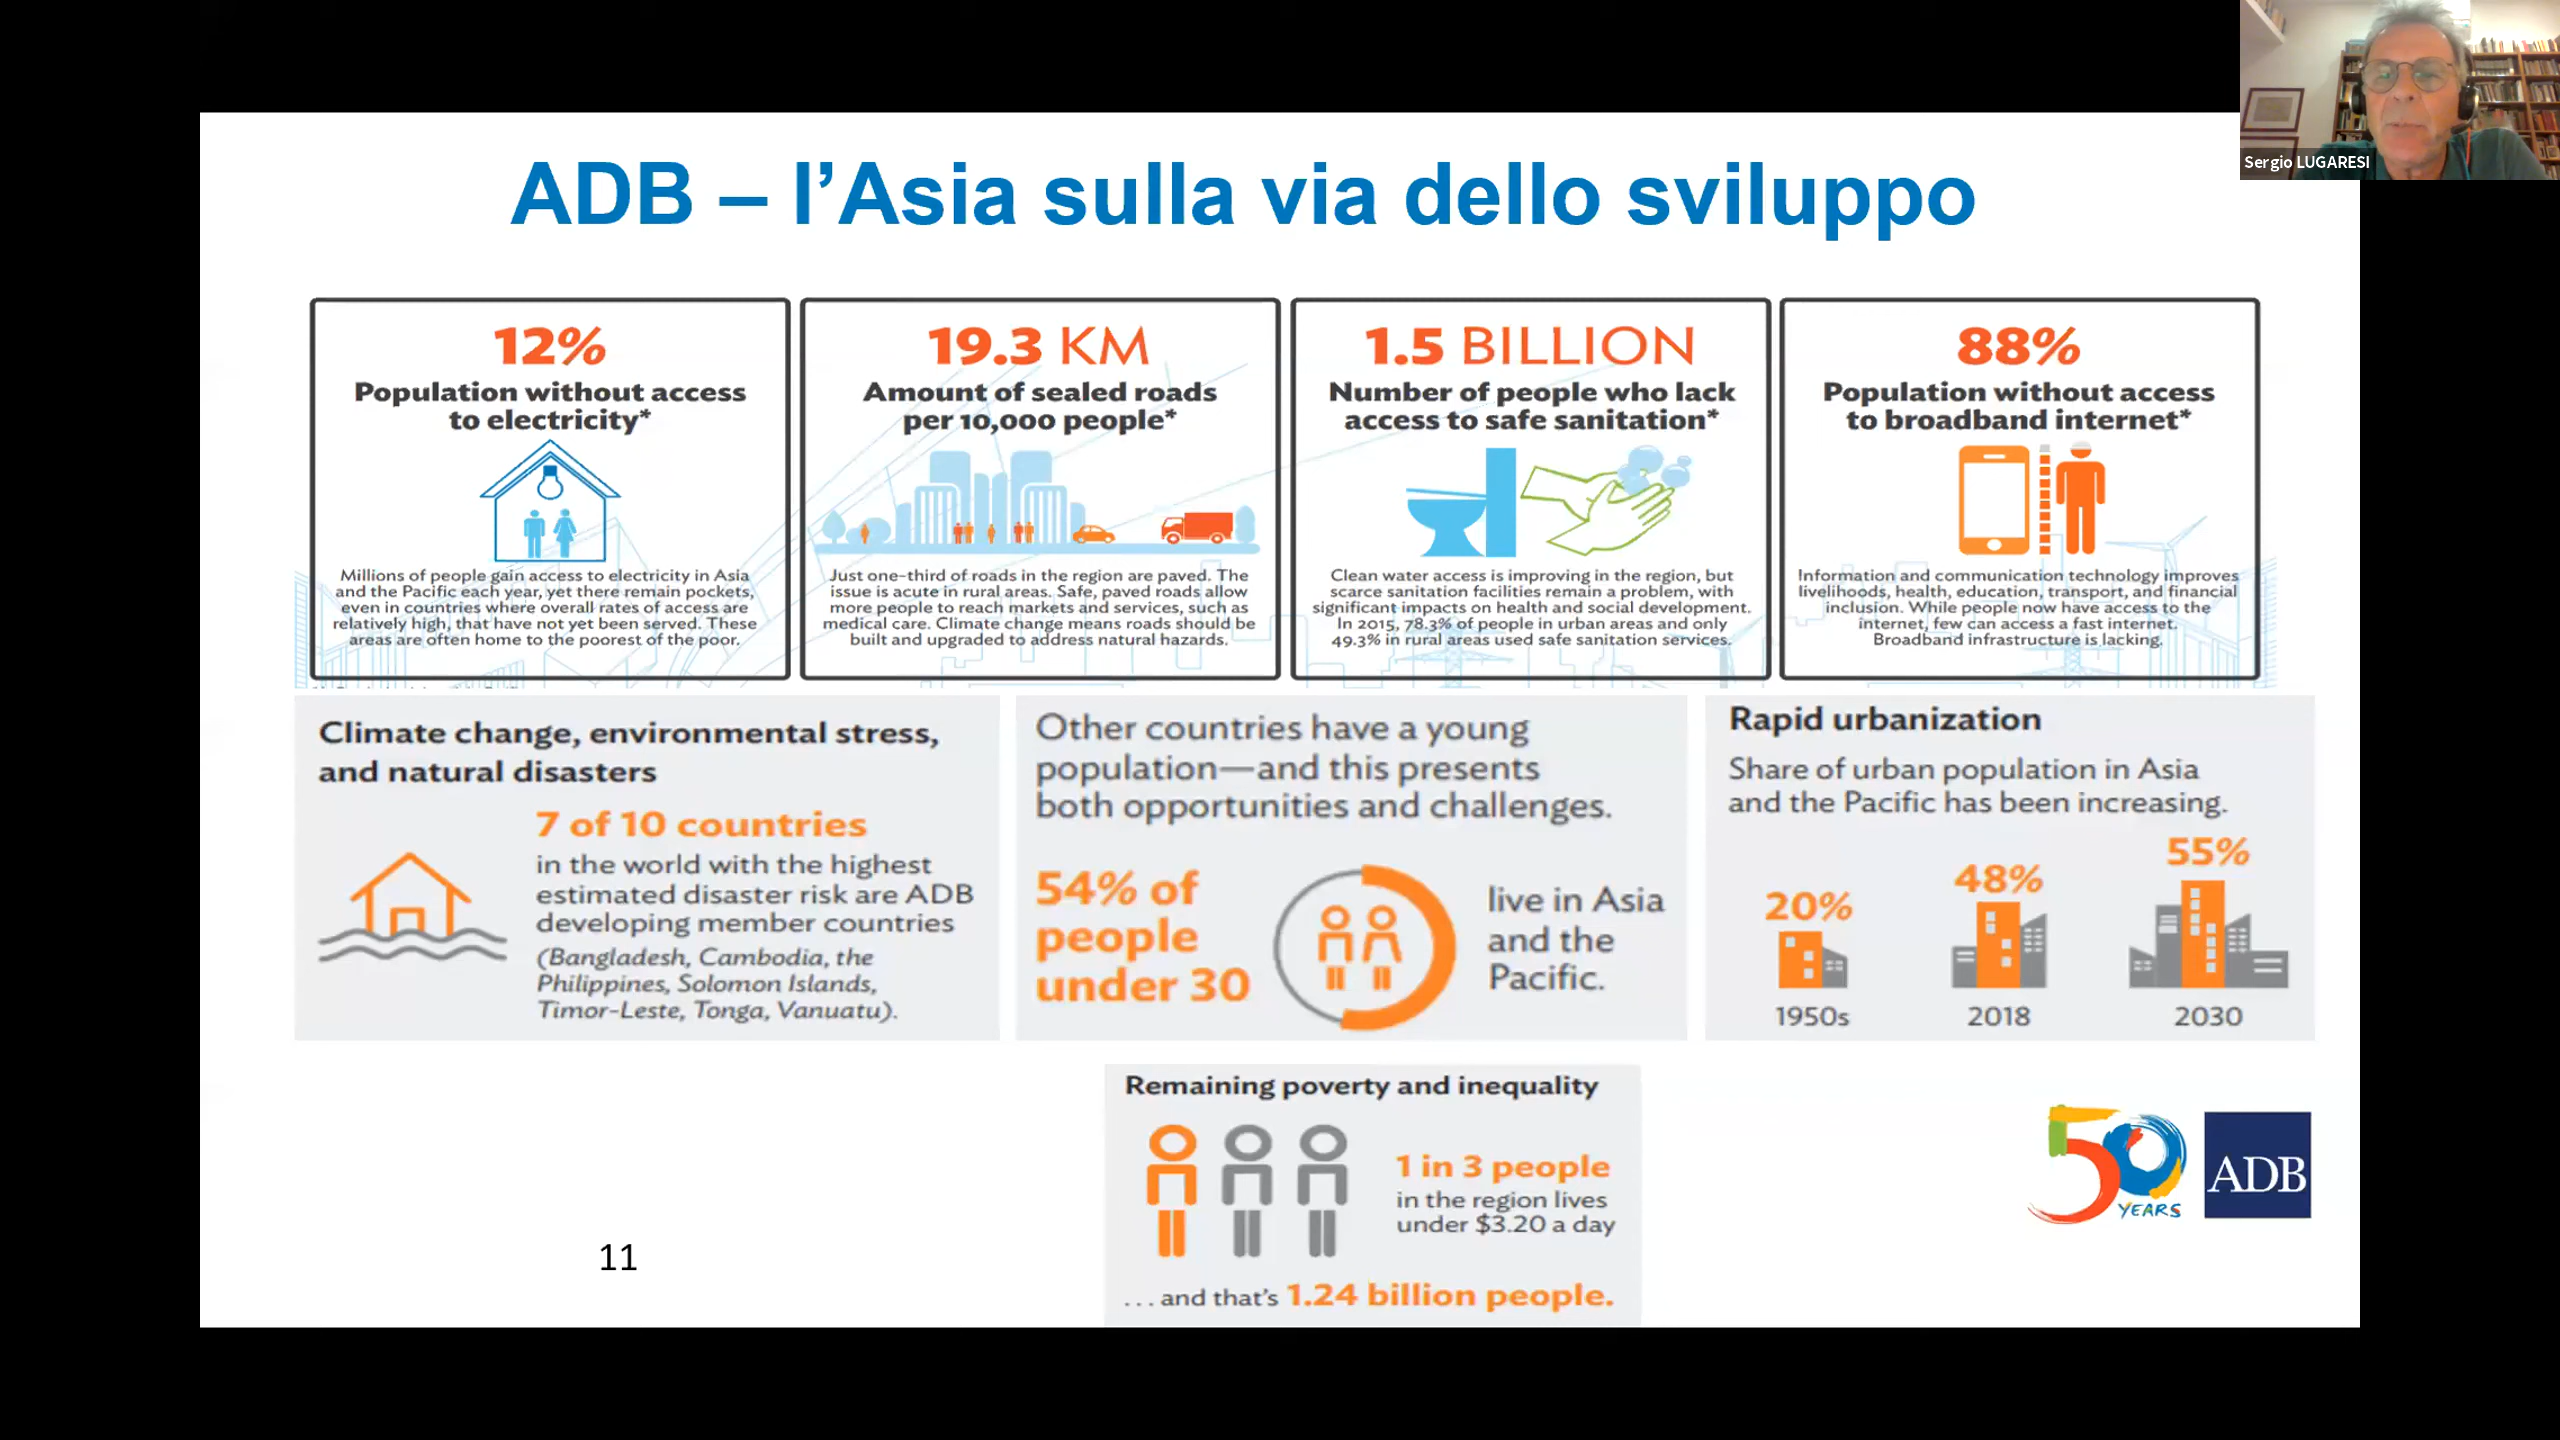 Sergio LUGARESI
ADB – l’Asia sulla via dello sviluppo
12%
Population without access
to electricity*
Millions of people gain access to electricity in Asia
and the Pacific each year, yet there remain pockets,
even in countries where overall rates of access are
relatively high, that have not yet been served. These
areas are often home to the poorest of the poor.
19.3 KM
Amount of sealed roads
per 10,000 people*
Just one-third of roads in the region are paved. The
issue is acute in rural areas. Safe, paved roads allow
more people to reach markets and services, such as
medical care. Climate change means roads should be
built and upgraded to address natural hazards.
1.5 BILLION
Number of people who lack
access to safe sanitation*
Clean water access is improving in the region, but
scarce sanitation facilities remain a problem, with
significant impacts on health and social development.
In 2015, 78.3% of people in urban areas and only
49.3% in rural areas used safe sanitation services.
88%
Population without access
to broadband internet*
Information and communication technology improves
livelihoods, health, education, transport, and financial
inclusion. While people now have access to the
internet, few can access a fast internet.
Broadband infrastructure is lacking.
Climate change, environmental stress,
and natural disasters
7 of 10 countries
in the world with the highest
estimated disaster risk are ADB
developing member countries
(Bangladesh, Cambodia, the
Philippines, Solomon Islands,
Timor-Leste, Tonga, Vanuatu).
Other countries have a young
population—and this presents
both opportunities and challenges.
54% of
people
under 30
live in Asia
and the
Pacific.
Rapid urbanization
Share of urban population in Asia
and the Pacific has been increasing.
20%
48%
55%
1950s
2018
2030
Remaining poverty and inequality
1 in 3 people
in the region lives
under $3.20 a day
... and that's 1.24 billion people.
50
YEARS
ADB
11